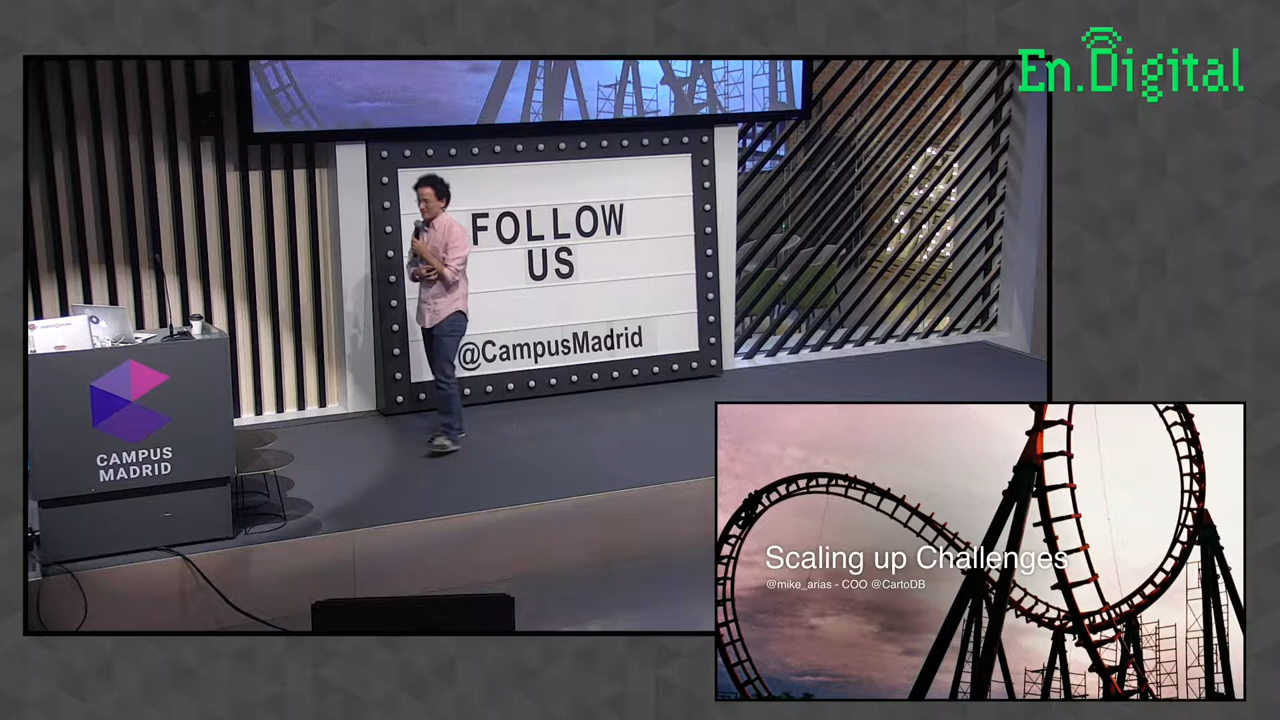 En.Digital
FOLLOW
US
@CampusMadrid
CAMPUS
MADRID
Scaling up Challenges
@mike_arias - COO @CartoDB